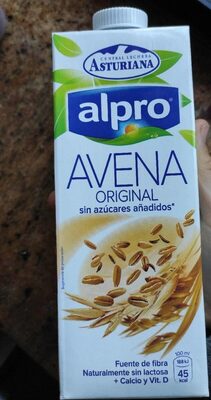 CENTRAL LECHERA
ASTURIANA
alpro
AVENA
ORIGINAL
sin azúcares añadidos*
Fuente de fibra
Naturalmente sin lactosa
+ Calcio y Vit. D
100 ml
45
kcal